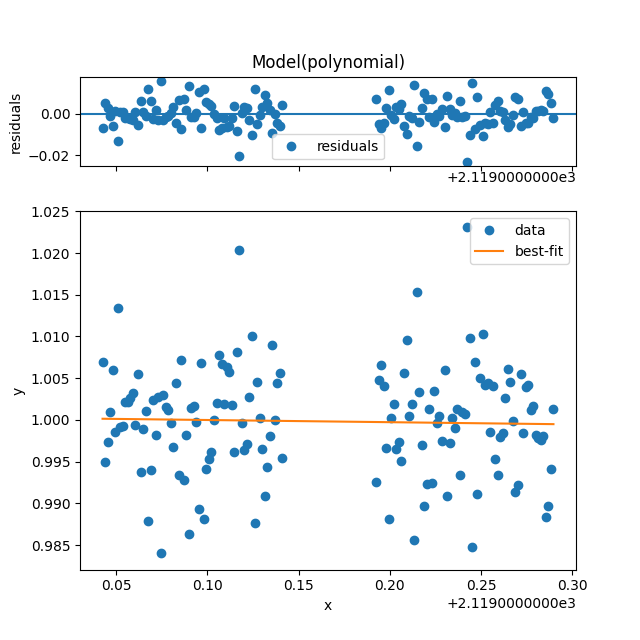 Model(polynomial)
residuals
0.00
−0.02
residuals
+2.1190000000e3
y
1.025
1.020
1.015
1.010
1.005
1.000
0.995
0.990
0.985
data
best-fit
0.05 0.10 0.15 0.20 0.25 0.30
x
+2.1190000000e3